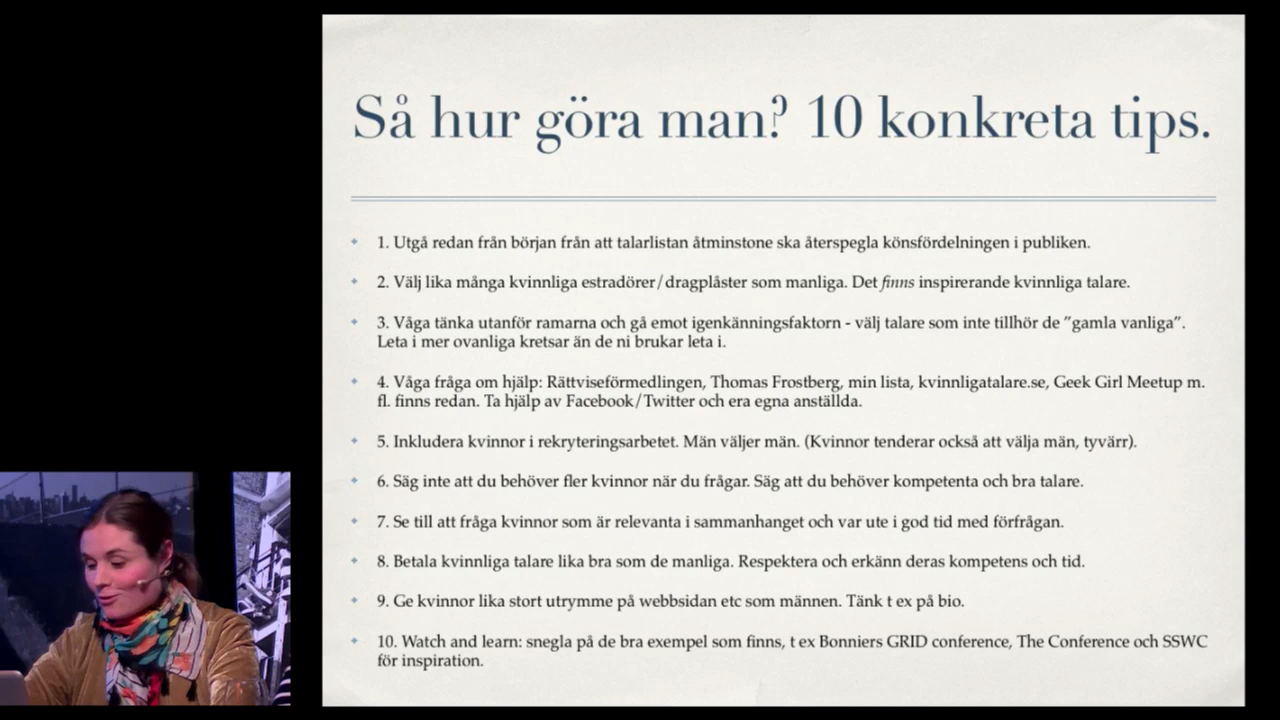 Så hur göra man? 10 konkreta tips.
1. Utgå redan från början från att talarlistan åtminstone ska återspegla könsfördelningen i publiken.
2. Välj lika många kvinnliga estradörer/dragplåster som manliga. Det finns inspirerande kvinnliga talare.
3. Våga tänka utanför ramarna och gå emot igenkänningsfaktorn - välj talare som inte tillhör de ”gamla vanliga”.
Leta i mer ovanliga kretsar än de ni brukar leta i.
4. Våga fråga om hjälp: Rättviseförmedlingen, Thomas Frostberg, min lista, kvinnligatalare.se, Geek Girl Meetup m.
fl. finns redan. Ta hjälp av Facebook/Twitter och era egna anställda.
5. Inkludera kvinnor i rekryteringsarbetet. Män väljer män. (Kvinnor tenderar också att välja män, tyvärr).
6. Säg inte att du behöver fler kvinnor när du frågar. Säg att du behöver kompetenta och bra talare.
7. Se till att fråga kvinnor som är relevanta i sammanhanget och var ute i god tid med förfrågan.
8. Betala kvinnliga talare lika bra som de manliga. Respektera och erkänn deras kompetens och tid.
9. Ge kvinnor lika stort utrymme på webbsidan etc som männen. Tänk t ex på bio.
10. Watch and learn: snegla på de bra exempel som finns, t ex Bonniers GRID conference, The Conference och SSWC
för inspiration.